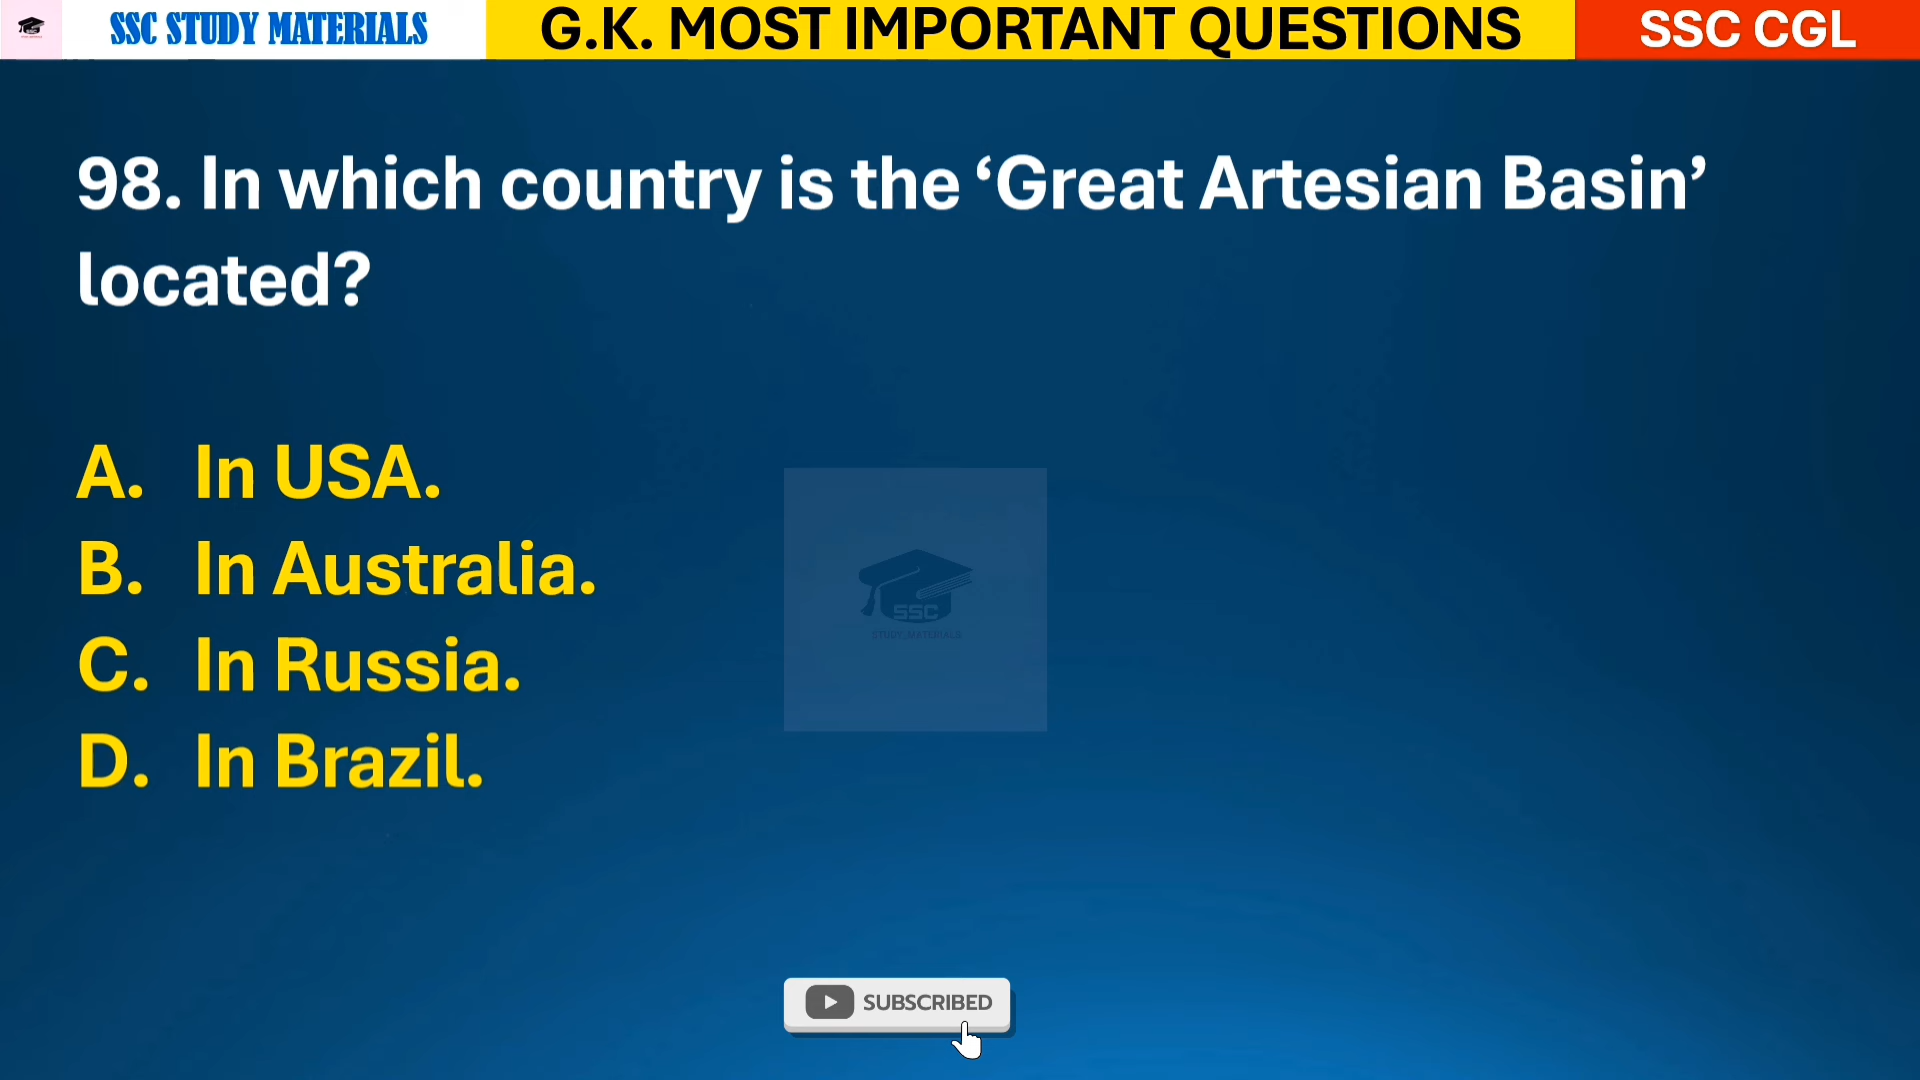 SSC STUDY MATERIALS
G.K. MOST IMPORTANT QUESTIONS
SSC CGL
98. In which country is the ‘Great Artesian Basin’
located?
A. In USA.
B. In Australia.
C. In Russia.
D. In Brazil.
SSC
STUDY_MATERIALS
SUBSCRIBED